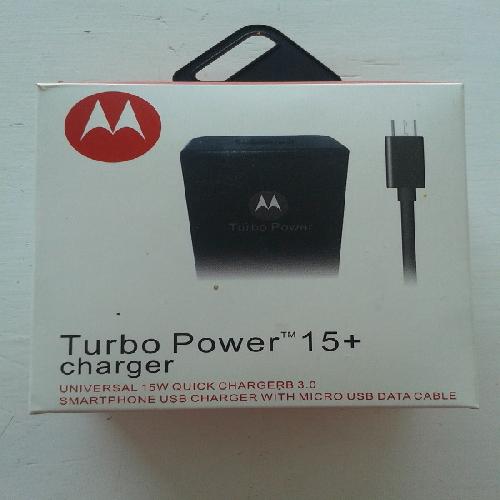 Turbo Power
Turbo Power™ 15+
charger
UNIVERSAL 15W QUICK CHARGERB 3.0
SMARTPHONE USB CHARGER WITH MICRO USB DATA CABLE